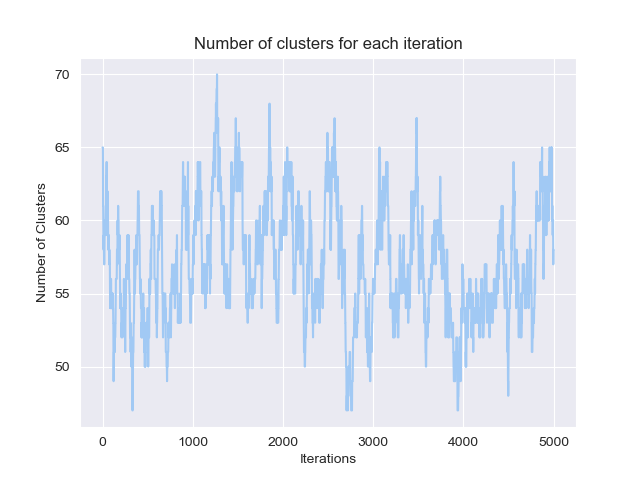 Number of clusters for each iteration
70
65
60
55
50
Number of Clusters
0 1000 2000 3000 4000 5000
Iterations